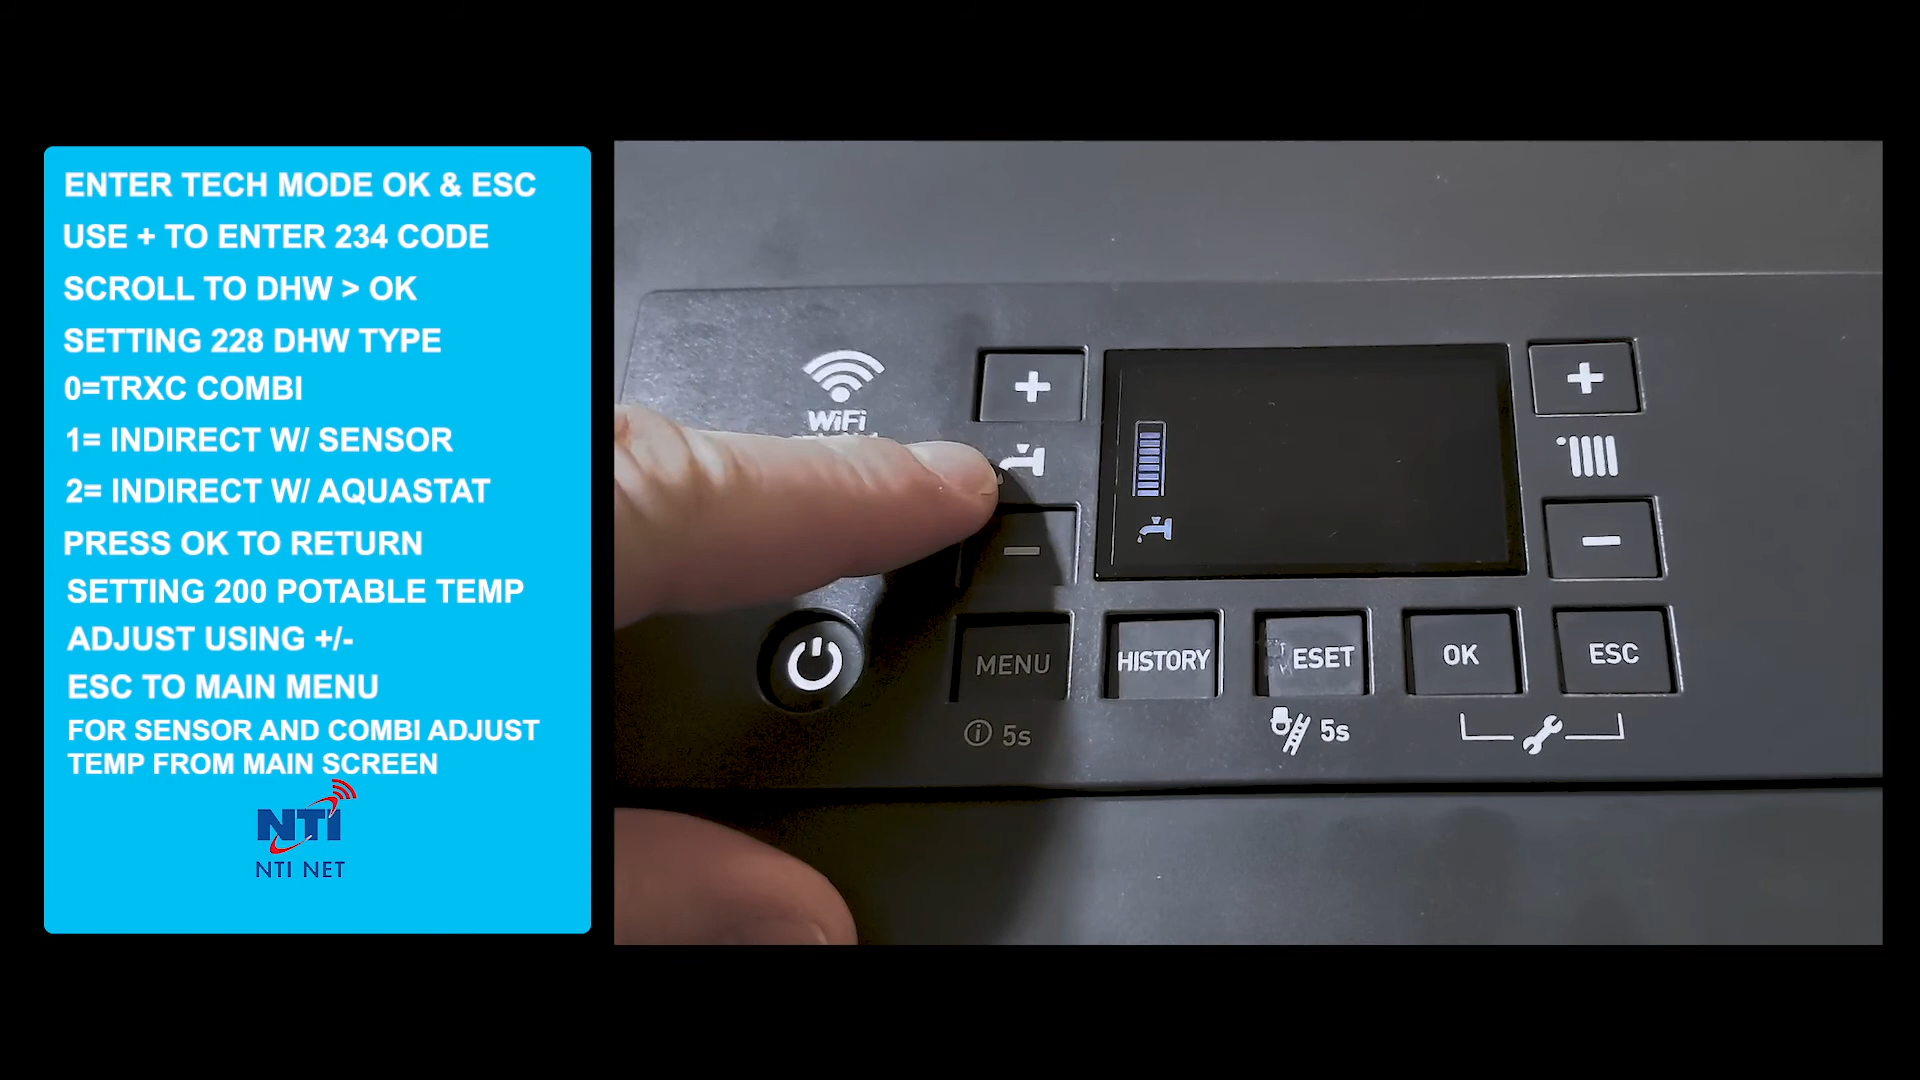 ENTER TECH MODE OK & ESC
USE + TO ENTER 234 CODE
SCROLL TO DHW > OK
SETTING 228 DHW TYPE
0=TRXC COMBI
1= INDIRECT W/ SENSOR
2= INDIRECT W/ AQUASTAT
PRESS OK TO RETURN
SETTING 200 POTABLE TEMP
ADJUST USING +/-
ESC TO MAIN MENU
FOR SENSOR AND COMBI ADJUST
TEMP FROM MAIN SCREEN
NTI
NTI NET
WiFi
+
+
−
−
MENU
HISTORY
RESET
OK
ESC
5s
5s